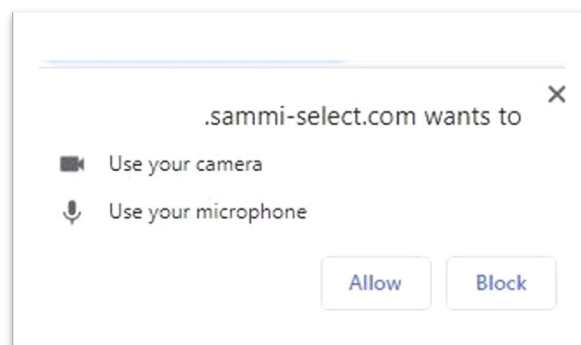 .sammi-select.com wants to
Use your camera
Use your microphone
Allow Block